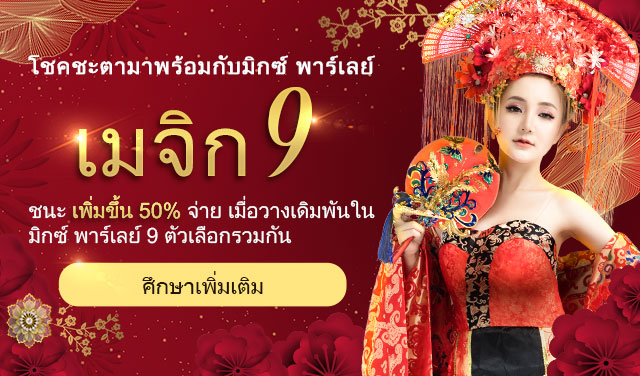 โชคชะตามาพร้อมกับมิกซ์ พาร์เลย์
เมจิก 9
ชนะ เพิ่มขึ้น 50% จ่าย เมื่อวางเดิมพันใน
มิกซ์ พาร์เลย์ 9 ตัวเลือกรวมกัน
ศึกษาเพิ่มเติม